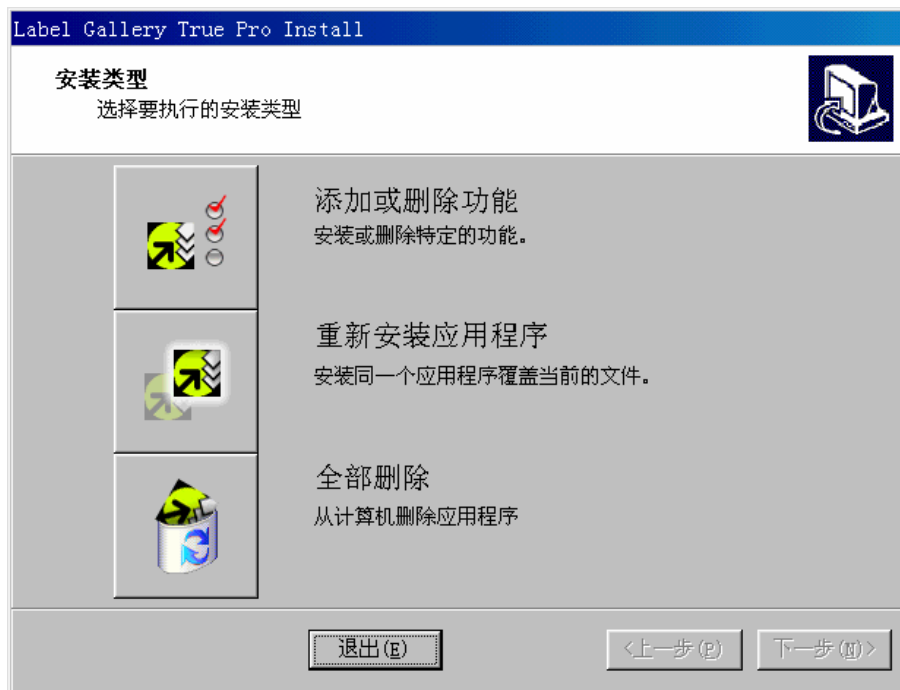 Label Gallery True Pro Install
安装类型
选择要执行的安装类型
添加或删除功能
安装或删除特定的功能。
重新安装应用程序
安装同一个应用程序覆盖当前的文件。
全部删除
从计算机删除应用程序
退出(E)
<上一步(P)
下一步(N)>